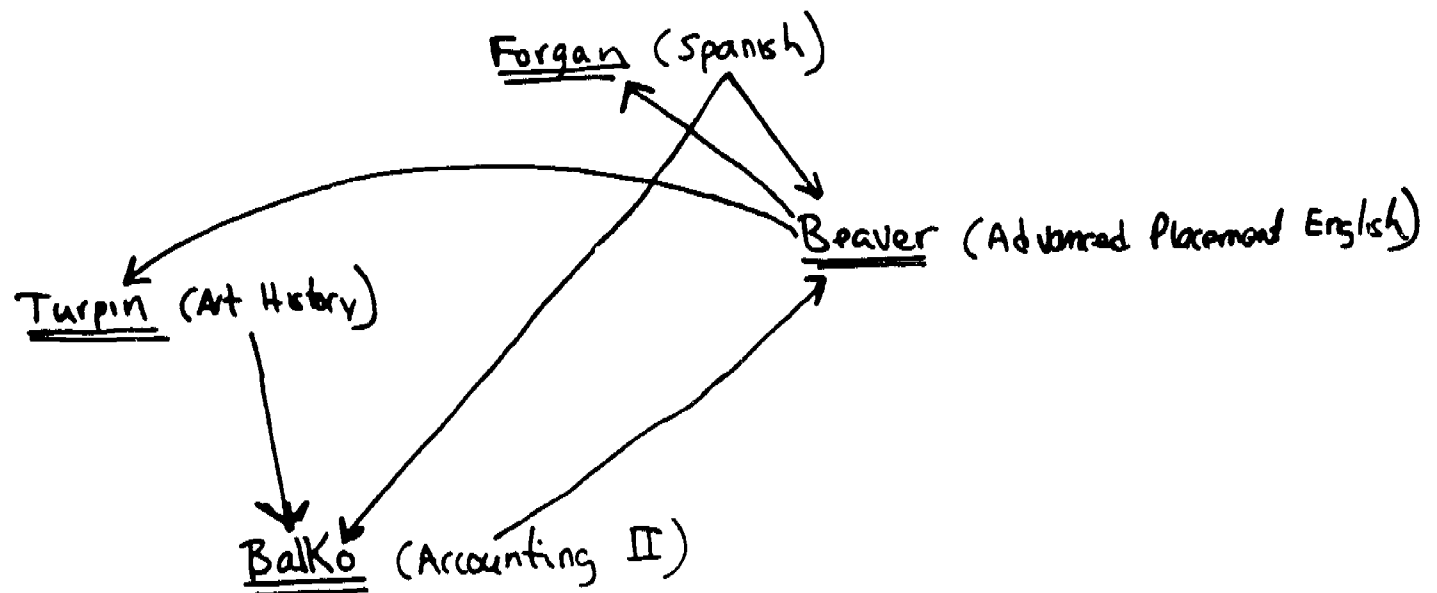 Forgan (Spanish)
Beaver (Advanced Placement English)
Turpin (Art History)
Balko (Accounting II)